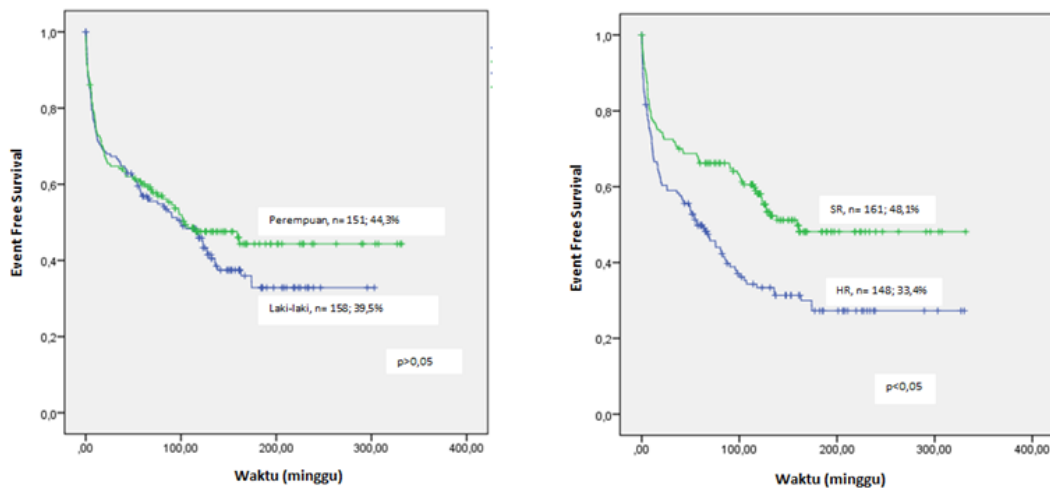 Event Free Survival
1,0
0,8
0,6
0,4
0,2
0,0
Perempuan, n= 151; 44,3%
Laki-laki, n= 158; 39,5%
p>0,05
,00
100,00
200,00
300,00
400,00
Waktu (minggu)
Event Free Survival
1,0
0,8
0,6
0,4
0,2
0,0
SR, n= 161; 48,1%
HR, n= 148; 33,4%
p<0,05
,00
100,00
200,00
300,00
400,00
Waktu (minggu)